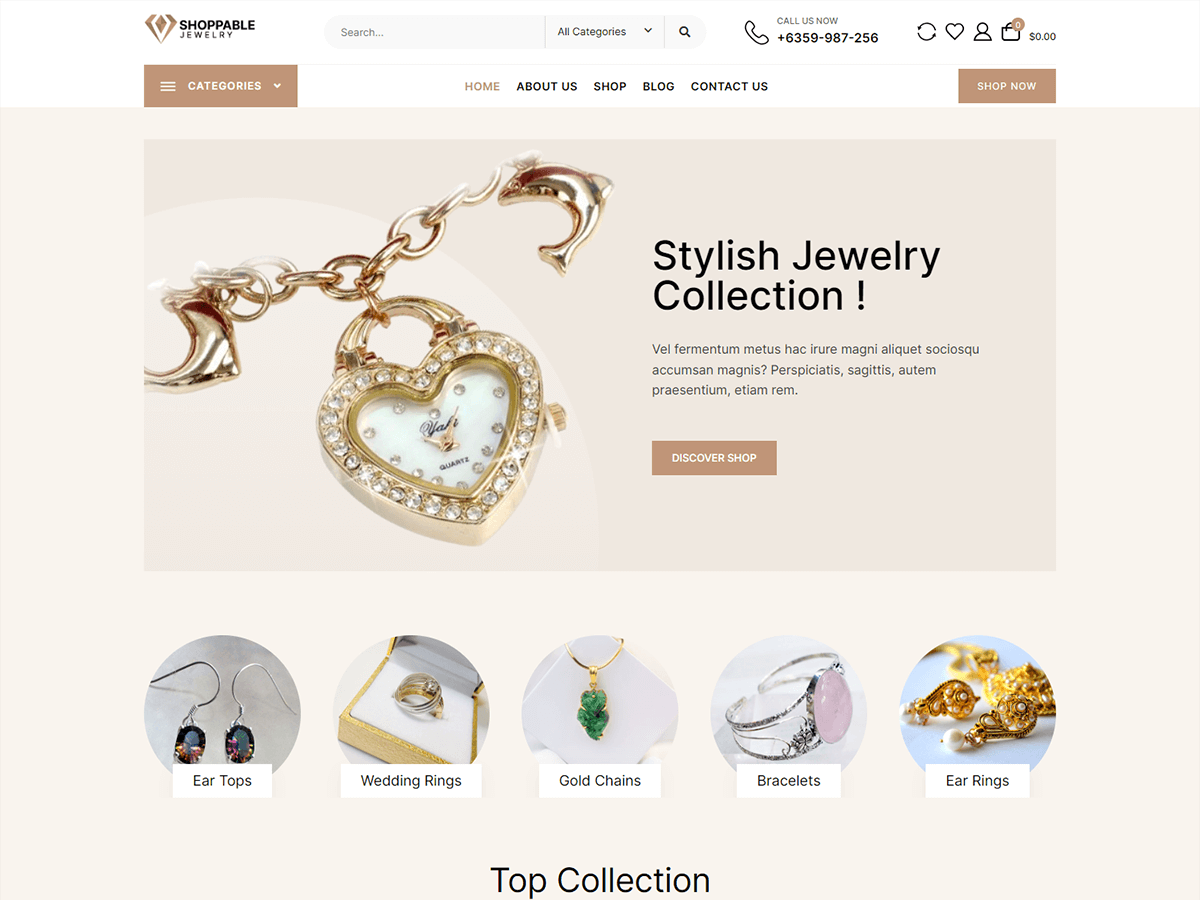 SHOPPABLE
JEWELRY
Search...
All Categories
CALL US NOW
+6359-987-256
0
$0.00
CATEGORIES
HOME ABOUT US SHOP BLOG CONTACT US
SHOP NOW
Stylish Jewelry
Collection !
Vel fermentum metus hac irure magni aliquet sociosqu
accumsan magnis? Perspiciatis, sagittis, autem
praesentium, etiam rem.
DISCOVER SHOP
QUARTZ
Ear Tops
Wedding Rings
Gold Chains
Bracelets
Ear Rings
Top Collection